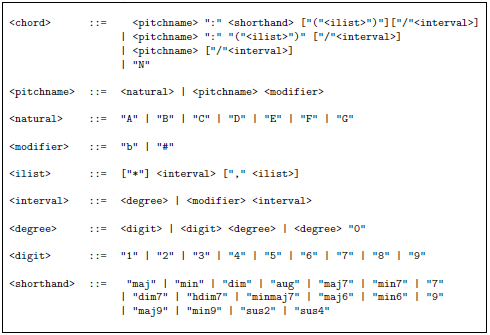 <chord> ::= <pitchname> ":" <shorthand> ["("<ilist>")"]["/"<interval>]
| <pitchname> ":" "("<ilist>")" ["/"<interval>]
| <pitchname> ["/"<interval>]
| "N"
<pitchname> ::= <natural> | <pitchname> <modifier>
<natural> ::= "A" | "B" | "C" | "D" | "E" | "F" | "G"
<modifier> ::= "b" | "#"
<ilist> ::= ["*"] <interval> ["," <ilist>]
<interval> ::= <degree> | <modifier> <interval>
<degree> ::= <digit> | <digit> <degree> | <degree> "0"
<digit> ::= "1" | "2" | "3" | "4" | "5" | "6" | "7" | "8" | "9"
<shorthand> ::= "maj" | "min" | "dim" | "aug" | "maj7" | "min7" | "7"
| "dim7" | "hdim7" | "minmaj7" | "maj6" | "min6" | "9"
| "maj9" | "min9" | "sus2" | "sus4"